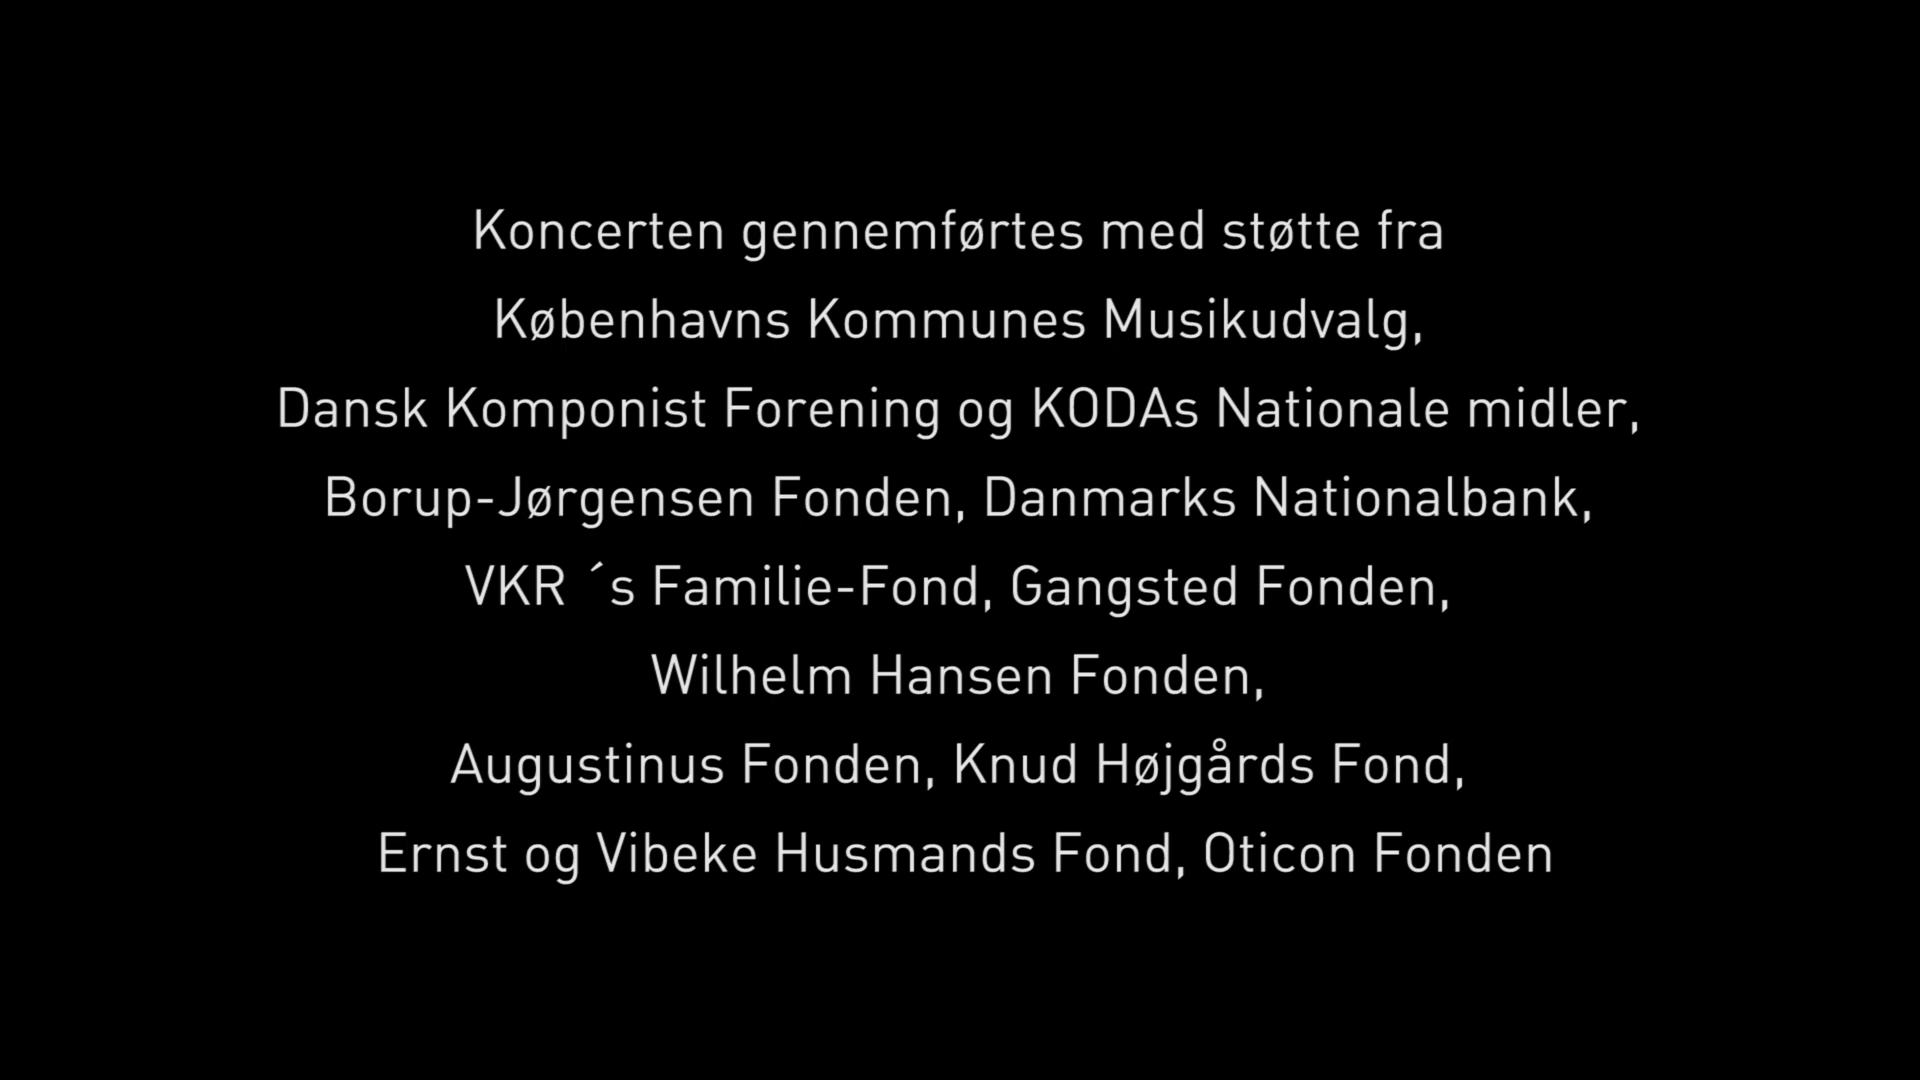 Koncerten gennemførtes med støtte fra
Københavns Kommunes Musikudvalg,
Dansk Komponist Forening og KODAs Nationale midler,
Borup-Jørgensen Fonden, Danmarks Nationalbank,
VKR ´s Familie-Fond, Gangsted Fonden,
Wilhelm Hansen Fonden,
Augustinus Fonden, Knud Højgårds Fond,
Ernst og Vibeke Husmands Fond, Oticon Fonden